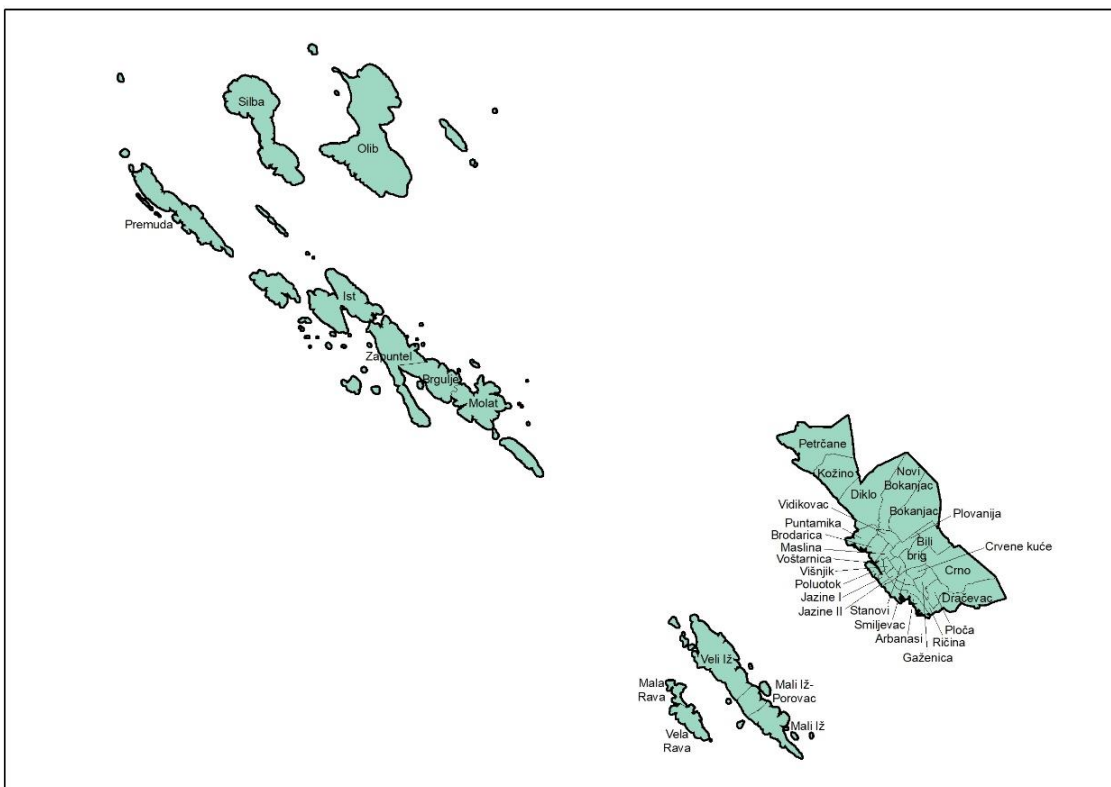 Silba
Olib
Premuda
Ist
Zapuntel
Brgulje
Molat
Petrčane
Kožino
Diklo
Novi
Bokanjac
Bokanjac
Vidikovac
Plovanija
Puntamika
Brodarica
Bili
brig
Crvene kuće
Maslina
Voštarnica
Višnjik
Crno
Poluotok
Jazine I
Dračevac
Jazine II
Stanovi
Smiljevac
Ploča
Arbanasi
Ričina
Gaženica
Veli Iž
Mala
Rava
Mali Iž-
Porovac
Mali Iž
Vela
Rava